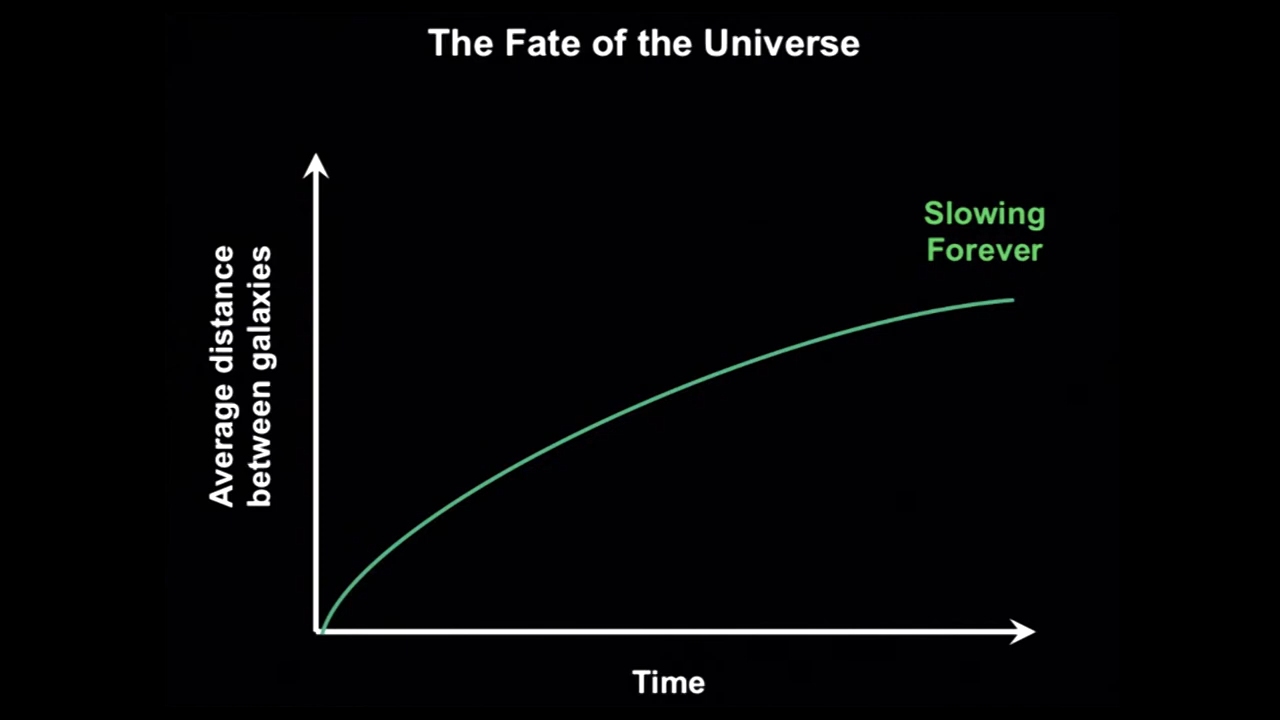 The Fate of the Universe
Slowing
Forever
Average distance
between galaxies
Time